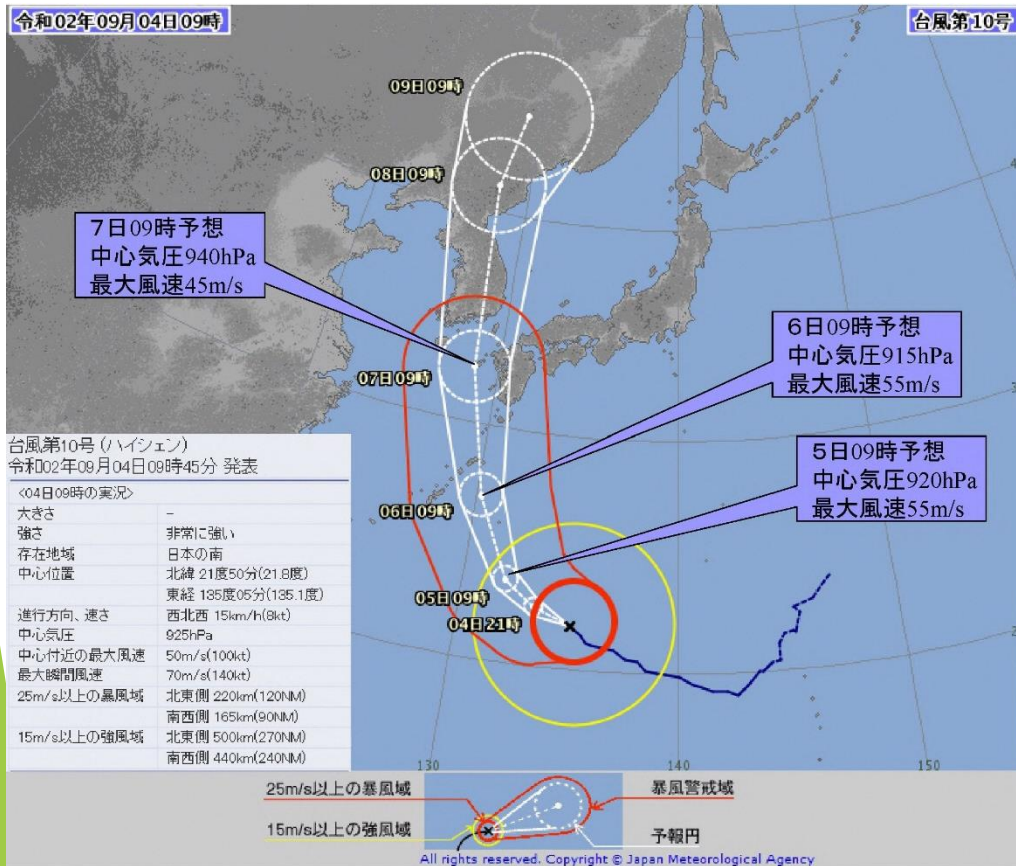 令和02年09月04日09時
台風第10号
09日09時
08日09時
7日09時予想
中心気圧940hPa
最大風速45m/s
6日09時予想
中心気圧915hPa
最大風速55m/s
07日09時
5日09時予想
中心気圧920hPa
最大風速55m/s
06日09時
05日09時
04日21時
台風第10号 (ハイシェン)
令和02年09月04日09時45分 発表
<04日09時の実況>
大きさ -
強さ 非常に強い
存在地域 日本の南
中心位置 北緯 21度50分(21.8度)
東経 135度05分(135.1度)
進行方向、速さ 西北西 15km/h(8kt)
中心気圧 925hPa
中心付近の最大風速 50m/s(100kt)
最大瞬間風速 70m/s(140kt)
25m/s以上の暴風域 北東側 220km(120NM)
南西側 165km(90NM)
15m/s以上の強風域 北東側 500km(270NM)
南西側 440km(240NM)
130
140
150
25m/s以上の暴風域
暴風警戒域
15m/s以上の強風域
予報円
All rights reserved. Copyright © Japan Meteorological Agency